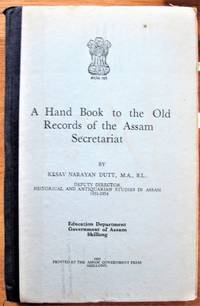 A Hand Book to the Old
Records of the Assam
Secretariat
BY
KESAV NARAYAN DUTT, M.A., B.L.
DEPUTY DIRECTOR
HISTORICAL AND ANTIQUARIAN STUDIES IN ASSAM
Education Department
Government of Assam
Shillong
PRINTED BY THE ASSAM GOVERNMENT PRESS
SHILLONG